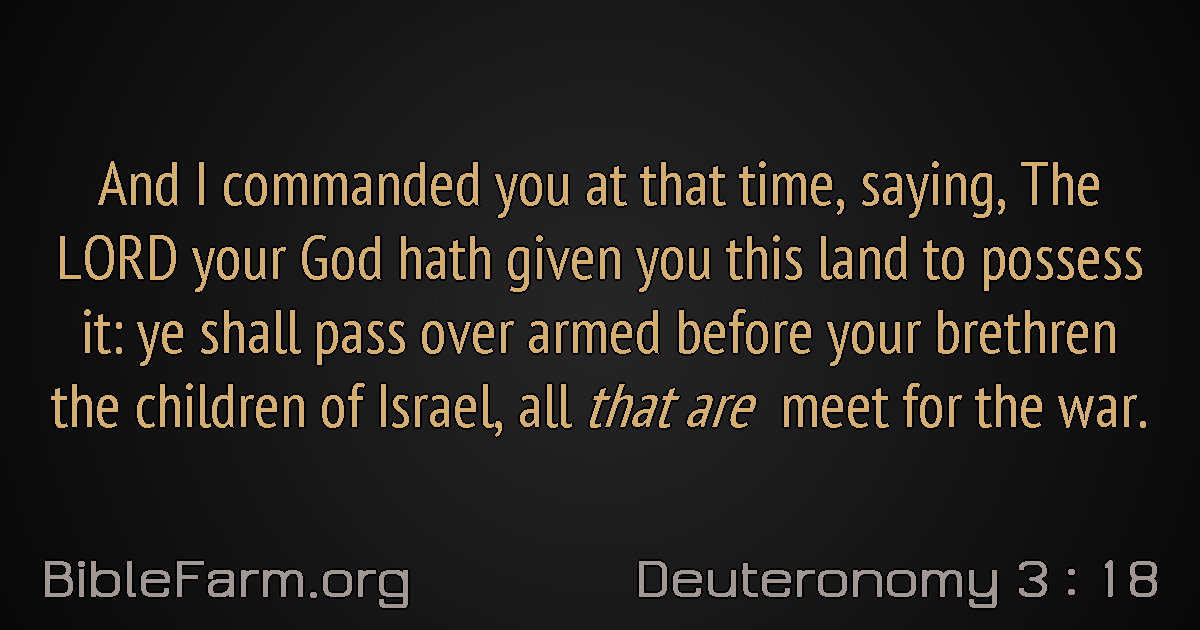 And I commanded you at that time, saying, The
LORD your God hath given you this land to possess
it: ye shall pass over armed before your brethren
the children of Israel, all that are meet for the war.
BibleFarm.org
Deuteronomy 3 : 18